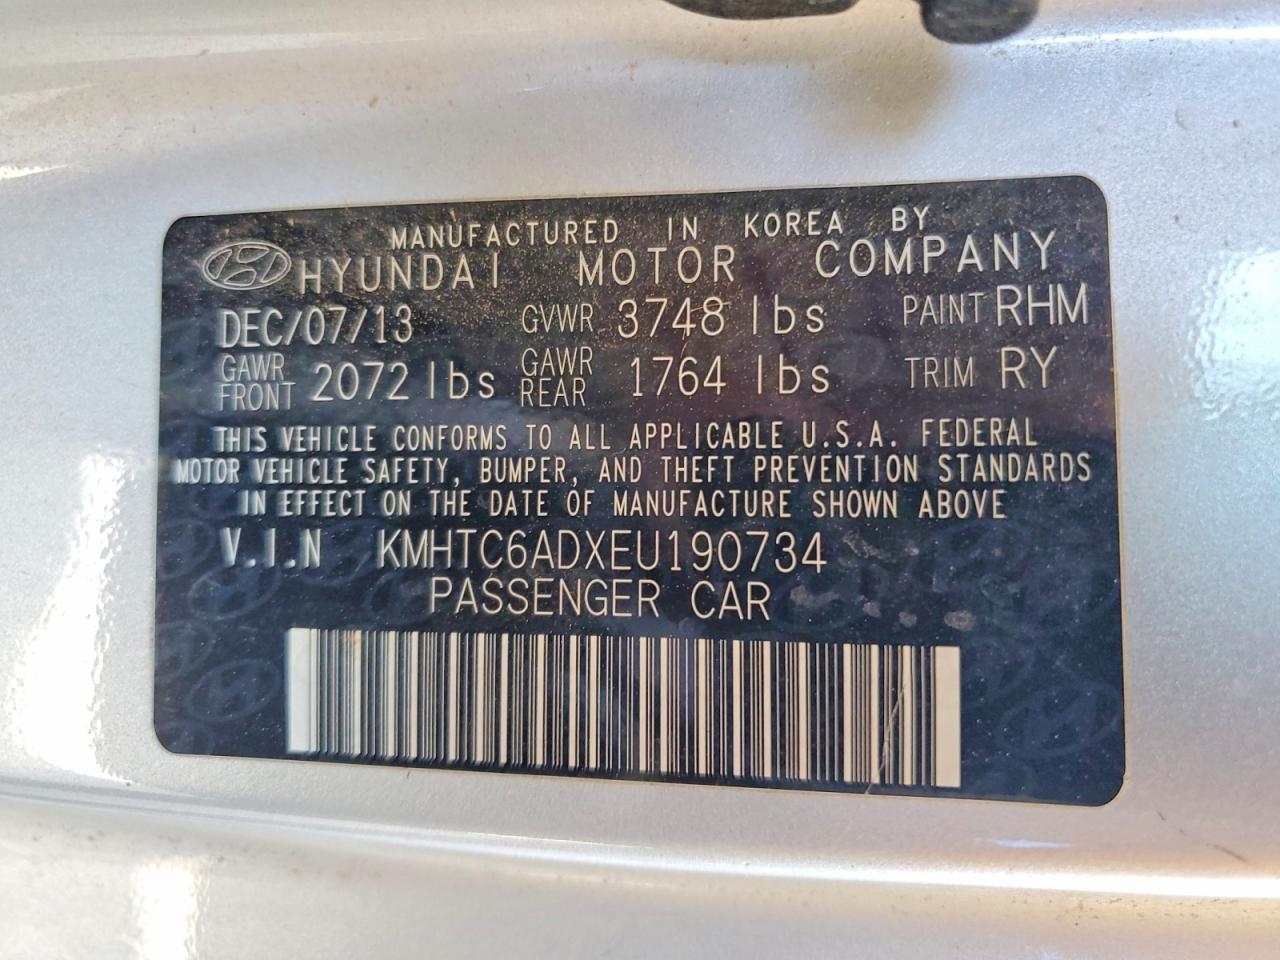 MANUFACTURED IN KOREA BY
HYUNDAI MOTOR COMPANY
DEC/07/13 GVWR 3748 lbs PAINT RHM
GAWR FRONT 2072 lbs GAWR REAR 1764 lbs TRIM RY
THIS VEHICLE CONFORMS TO ALL APPLICABLE U.S.A. FEDERAL
MOTOR VEHICLE SAFETY, BUMPER, AND THEFT PREVENTION STANDARDS
IN EFFECT ON THE DATE OF MANUFACTURE SHOWN ABOVE
V.I.N KMHTC6ADXEU190734
PASSENGER CAR